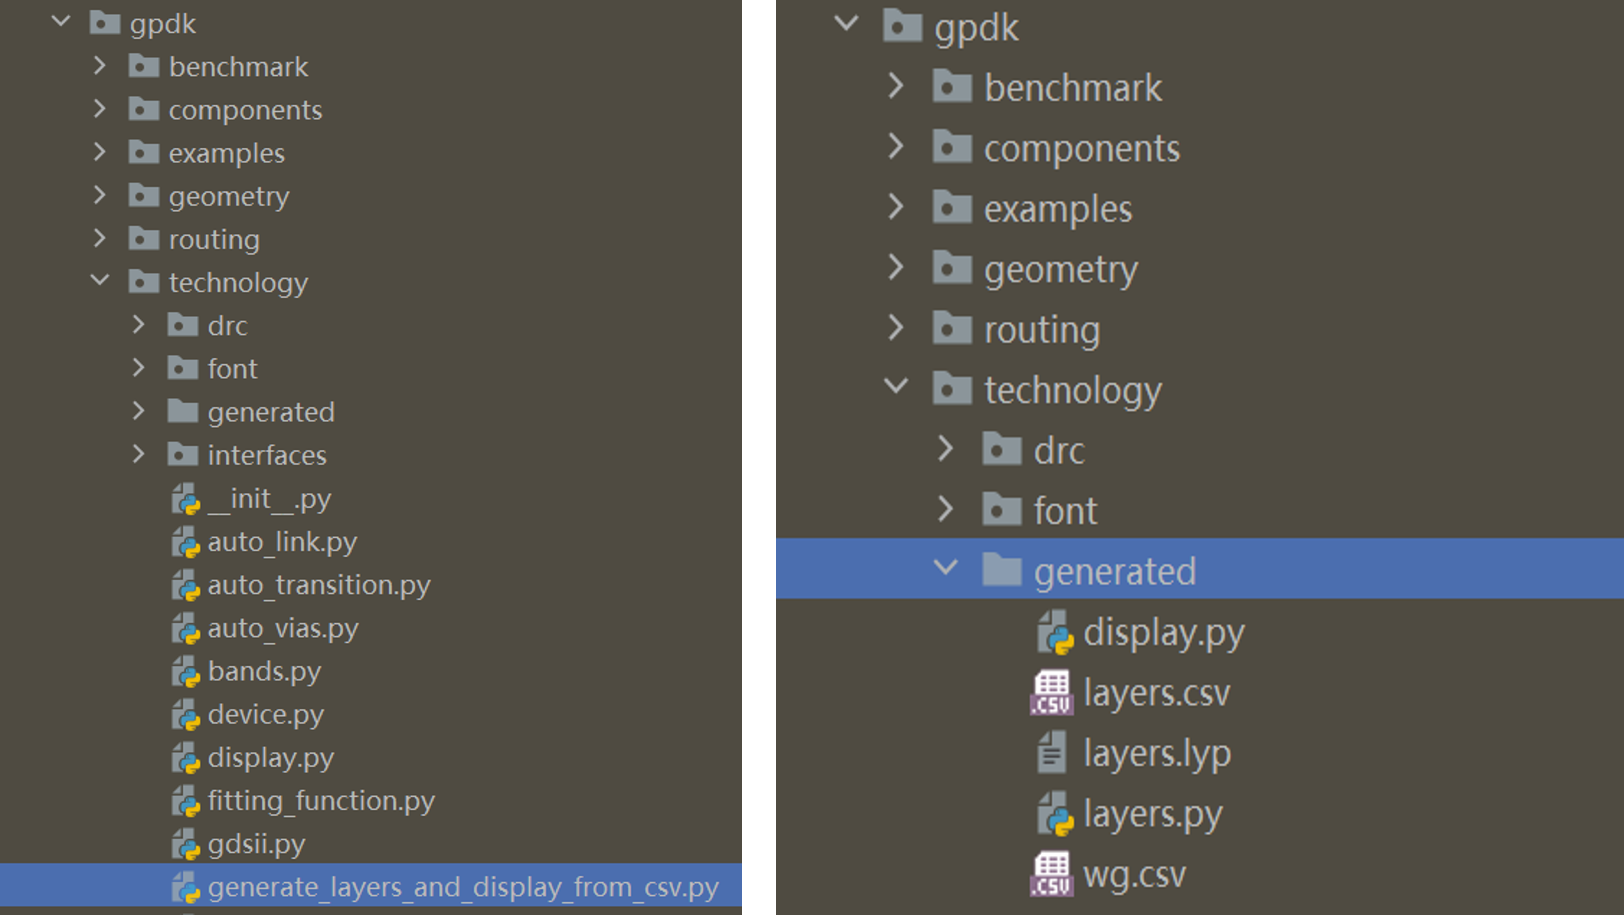 gpdk
benchmark
components
examples
geometry
routing
technology
drc
font
generated
interfaces
__init__.py
auto_link.py
auto_transition.py
auto_vias.py
bands.py
device.py
display.py
fitting_function.py
gdsii.py
generate_layers_and_display_from_csv.py
gpdk
benchmark
components
examples
geometry
routing
technology
drc
font
generated
display.py
.CSV layers.csv
layers.lyp
layers.py
.CSV wg.csv